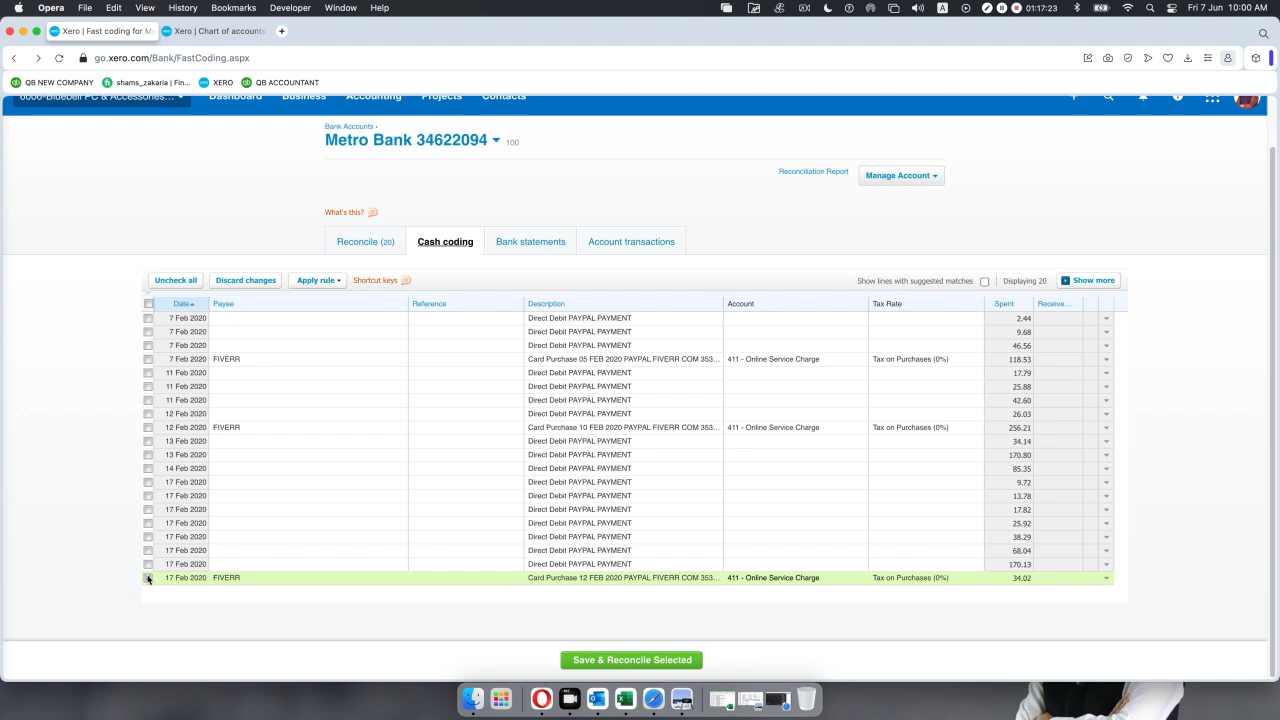 Opera File Edit View History Bookmarks Developer Window Help Fri 7 Jun 10:00 AM
Xero | Fast coding for M Xero | Chart of accounts
go.xero.com/Bank/FastCoding.aspx
QB NEW COMPANY shams_zakaria | Fin... XERO QB ACCOUNTANT
Dashboard Business Accounting Projects Contacts
Bank Accounts ›
Metro Bank 34622094 100
Reconciliation Report Manage Account
What's this?
Reconcile (20) Cash coding Bank statements Account transactions
Uncheck all Discard changes Apply rule Shortcut keys Show lines with suggested matches Displaying 20 Show more
Date Payee Reference Description Account Tax Rate Spent Receive...
7 Feb 2020 Direct Debit PAYPAL PAYMENT 2.44
7 Feb 2020 Direct Debit PAYPAL PAYMENT 9.68
7 Feb 2020 Direct Debit PAYPAL PAYMENT 46.56
7 Feb 2020 FIVERR Card Purchase 05 FEB 2020 PAYPAL FIVERR COM 353... 411 - Online Service Charge Tax on Purchases (0%) 118.53
11 Feb 2020 Direct Debit PAYPAL PAYMENT 17.79
11 Feb 2020 Direct Debit PAYPAL PAYMENT 25.88
11 Feb 2020 Direct Debit PAYPAL PAYMENT 42.60
12 Feb 2020 Direct Debit PAYPAL PAYMENT 26.03
12 Feb 2020 FIVERR Card Purchase 10 FEB 2020 PAYPAL FIVERR COM 353... 411 - Online Service Charge Tax on Purchases (0%) 256.21
13 Feb 2020 Direct Debit PAYPAL PAYMENT 34.14
13 Feb 2020 Direct Debit PAYPAL PAYMENT 170.80
14 Feb 2020 Direct Debit PAYPAL PAYMENT 85.35
17 Feb 2020 Direct Debit PAYPAL PAYMENT 9.72
17 Feb 2020 Direct Debit PAYPAL PAYMENT 13.78
17 Feb 2020 Direct Debit PAYPAL PAYMENT 17.82
17 Feb 2020 Direct Debit PAYPAL PAYMENT 25.92
17 Feb 2020 Direct Debit PAYPAL PAYMENT 38.29
17 Feb 2020 Direct Debit PAYPAL PAYMENT 68.04
17 Feb 2020 Direct Debit PAYPAL PAYMENT 170.13
17 Feb 2020 FIVERR Card Purchase 12 FEB 2020 PAYPAL FIVERR COM 353... 411 - Online Service Charge Tax on Purchases (0%) 34.02
Save & Reconcile Selected